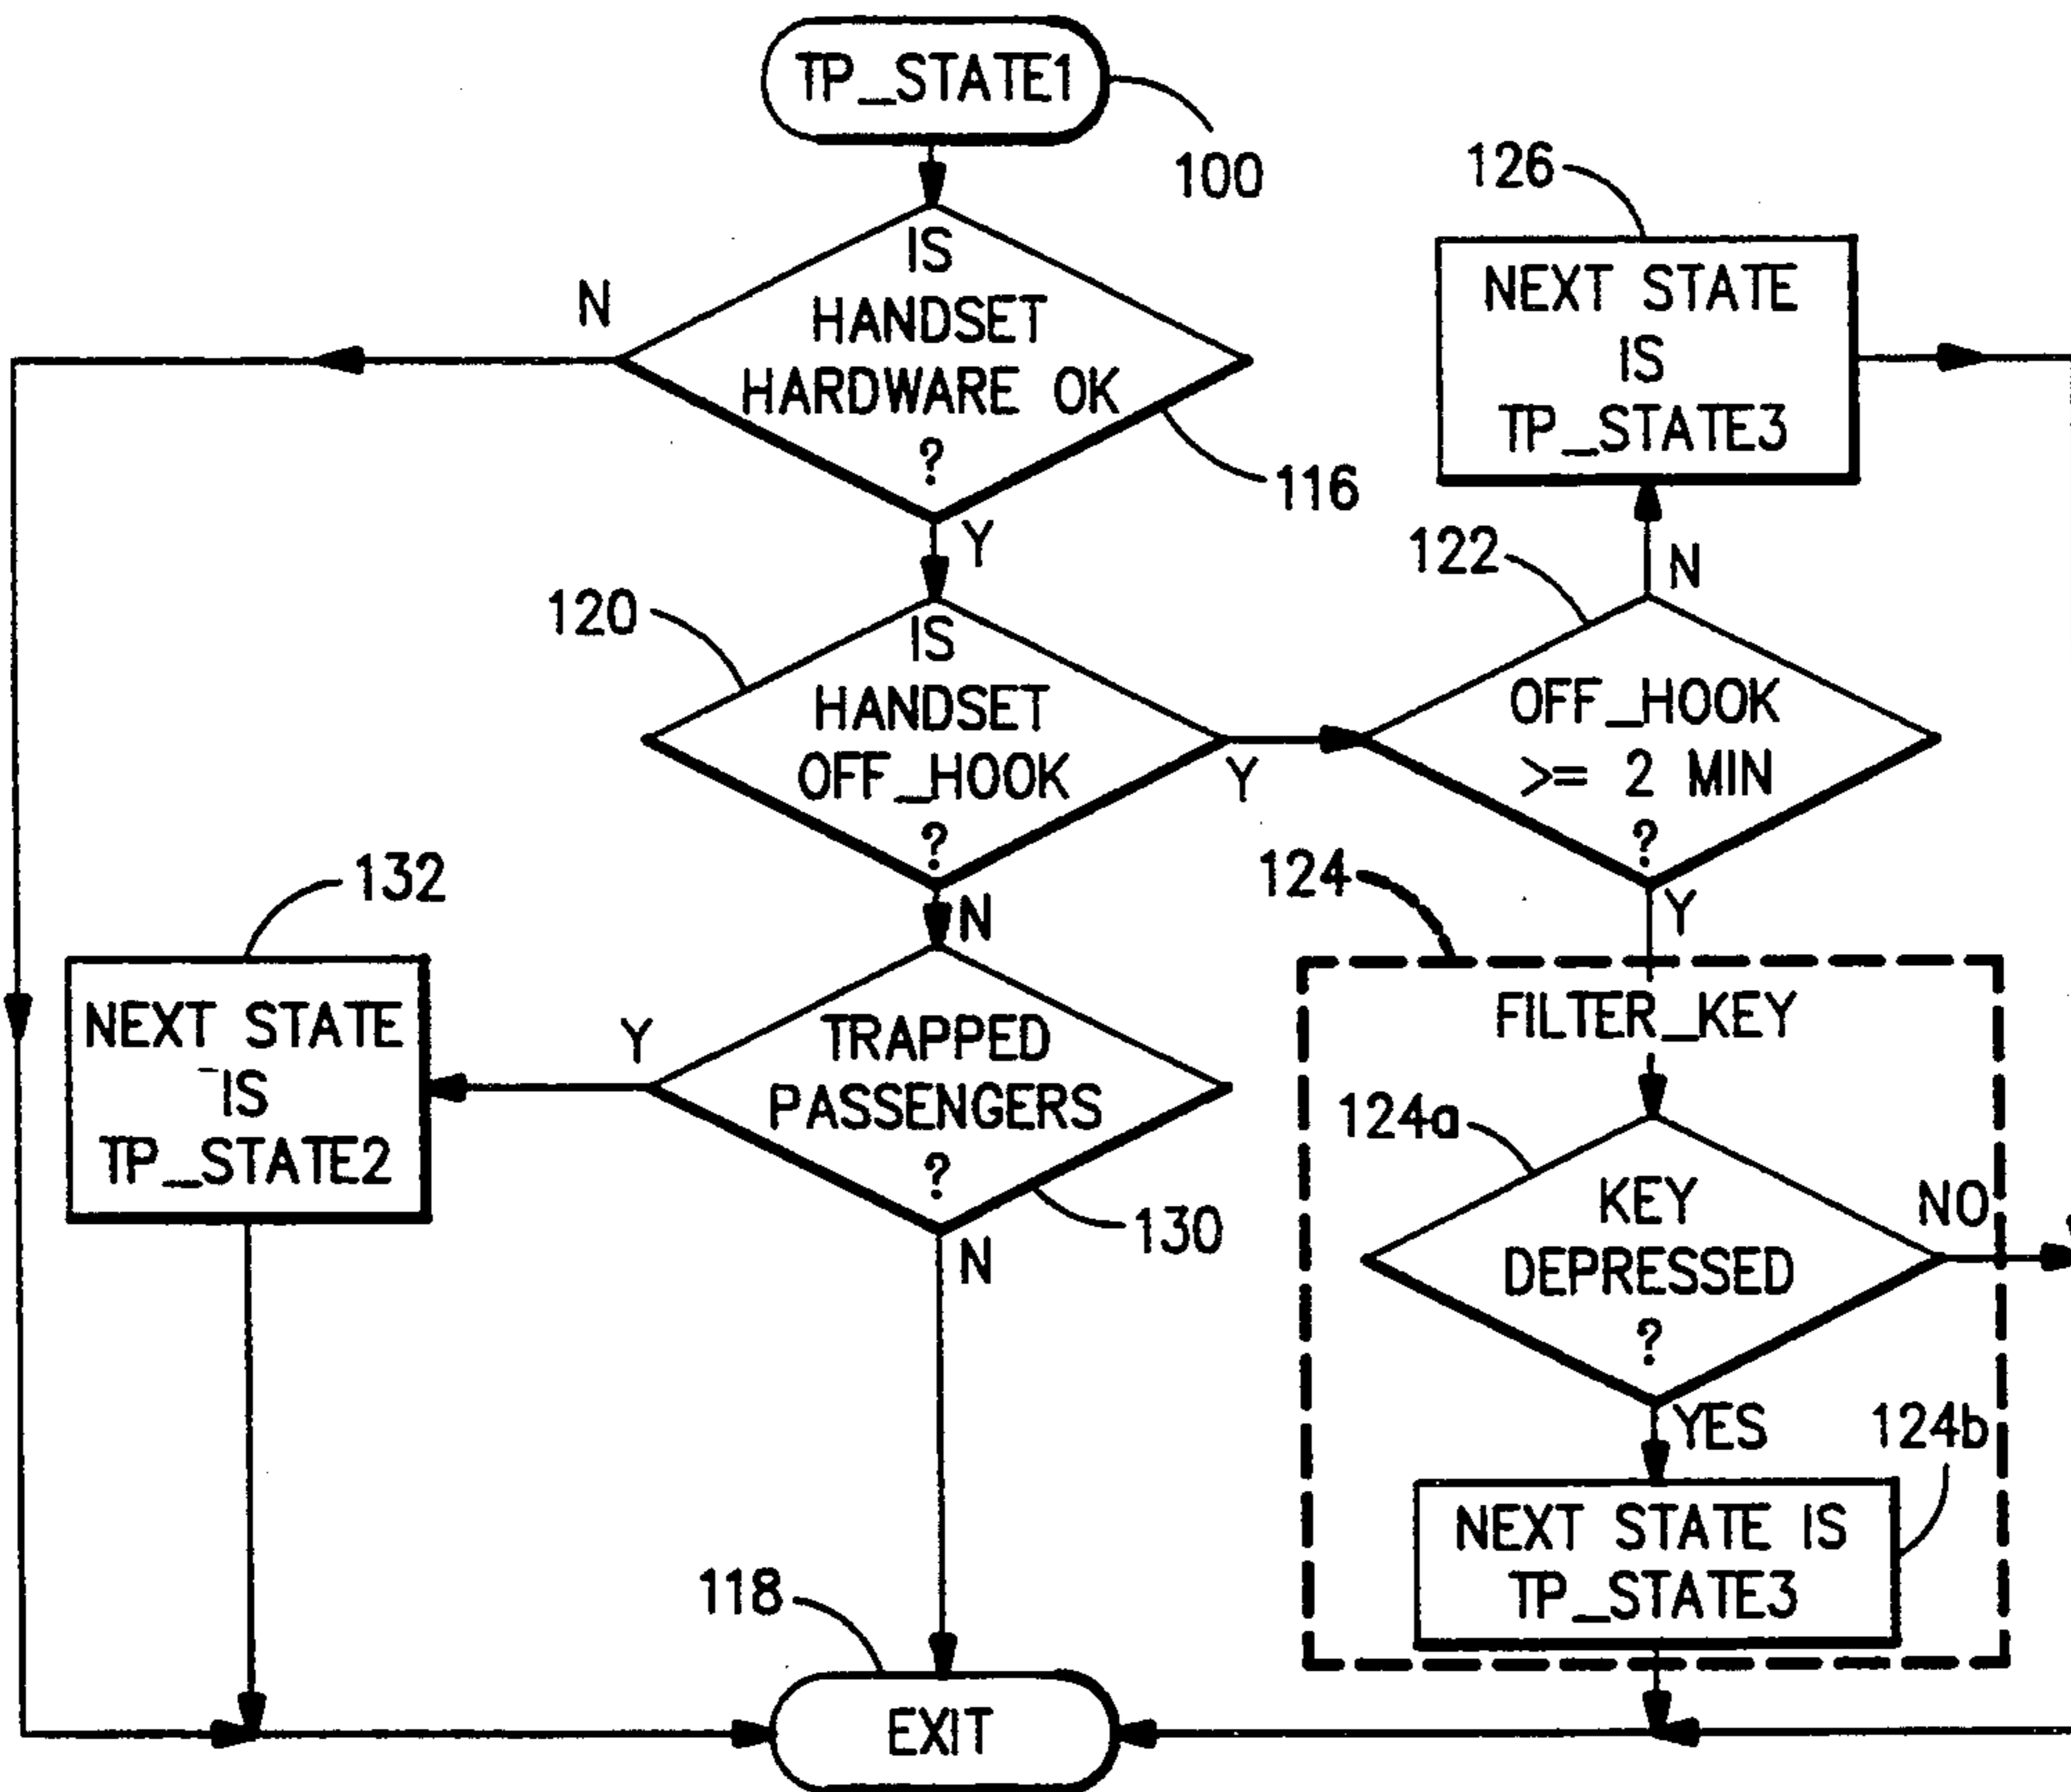 TP_STATE1
100
IS
HANDSET
HARDWARE OK
?
116
N
Y
126
NEXT STATE
IS
TP_STATE3
120
IS
HANDSET
OFF_HOOK
?
Y
N
122
N
OFF_HOOK
>= 2 MIN
?
Y
132
NEXT STATE
IS
TP_STATE2
Y
TRAPPED
PASSENGERS
?
130
N
124
FILTER_KEY
124a
KEY
DEPRESSED
?
NO
YES
124b
NEXT STATE IS
TP_STATE3
118
EXIT